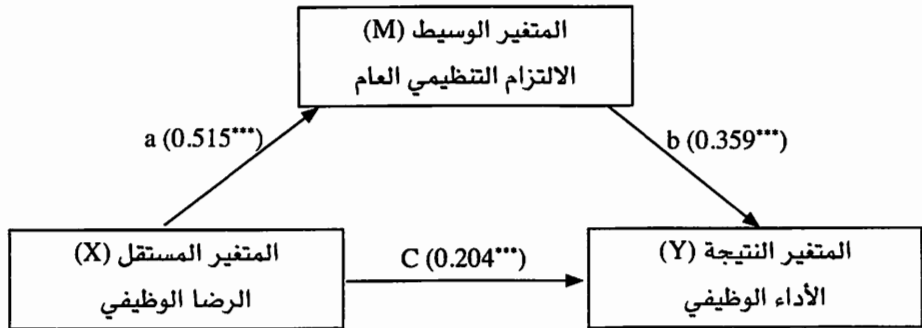 المتغير الوسيط (M)
الالتزام التنظيمي العام
a (0.515***)
b (0.359***)
المتغير المستقل (X)
الرضا الوظيفي
C (0.204***)
المتغير النتيجة (Y)
الأداء الوظيفي